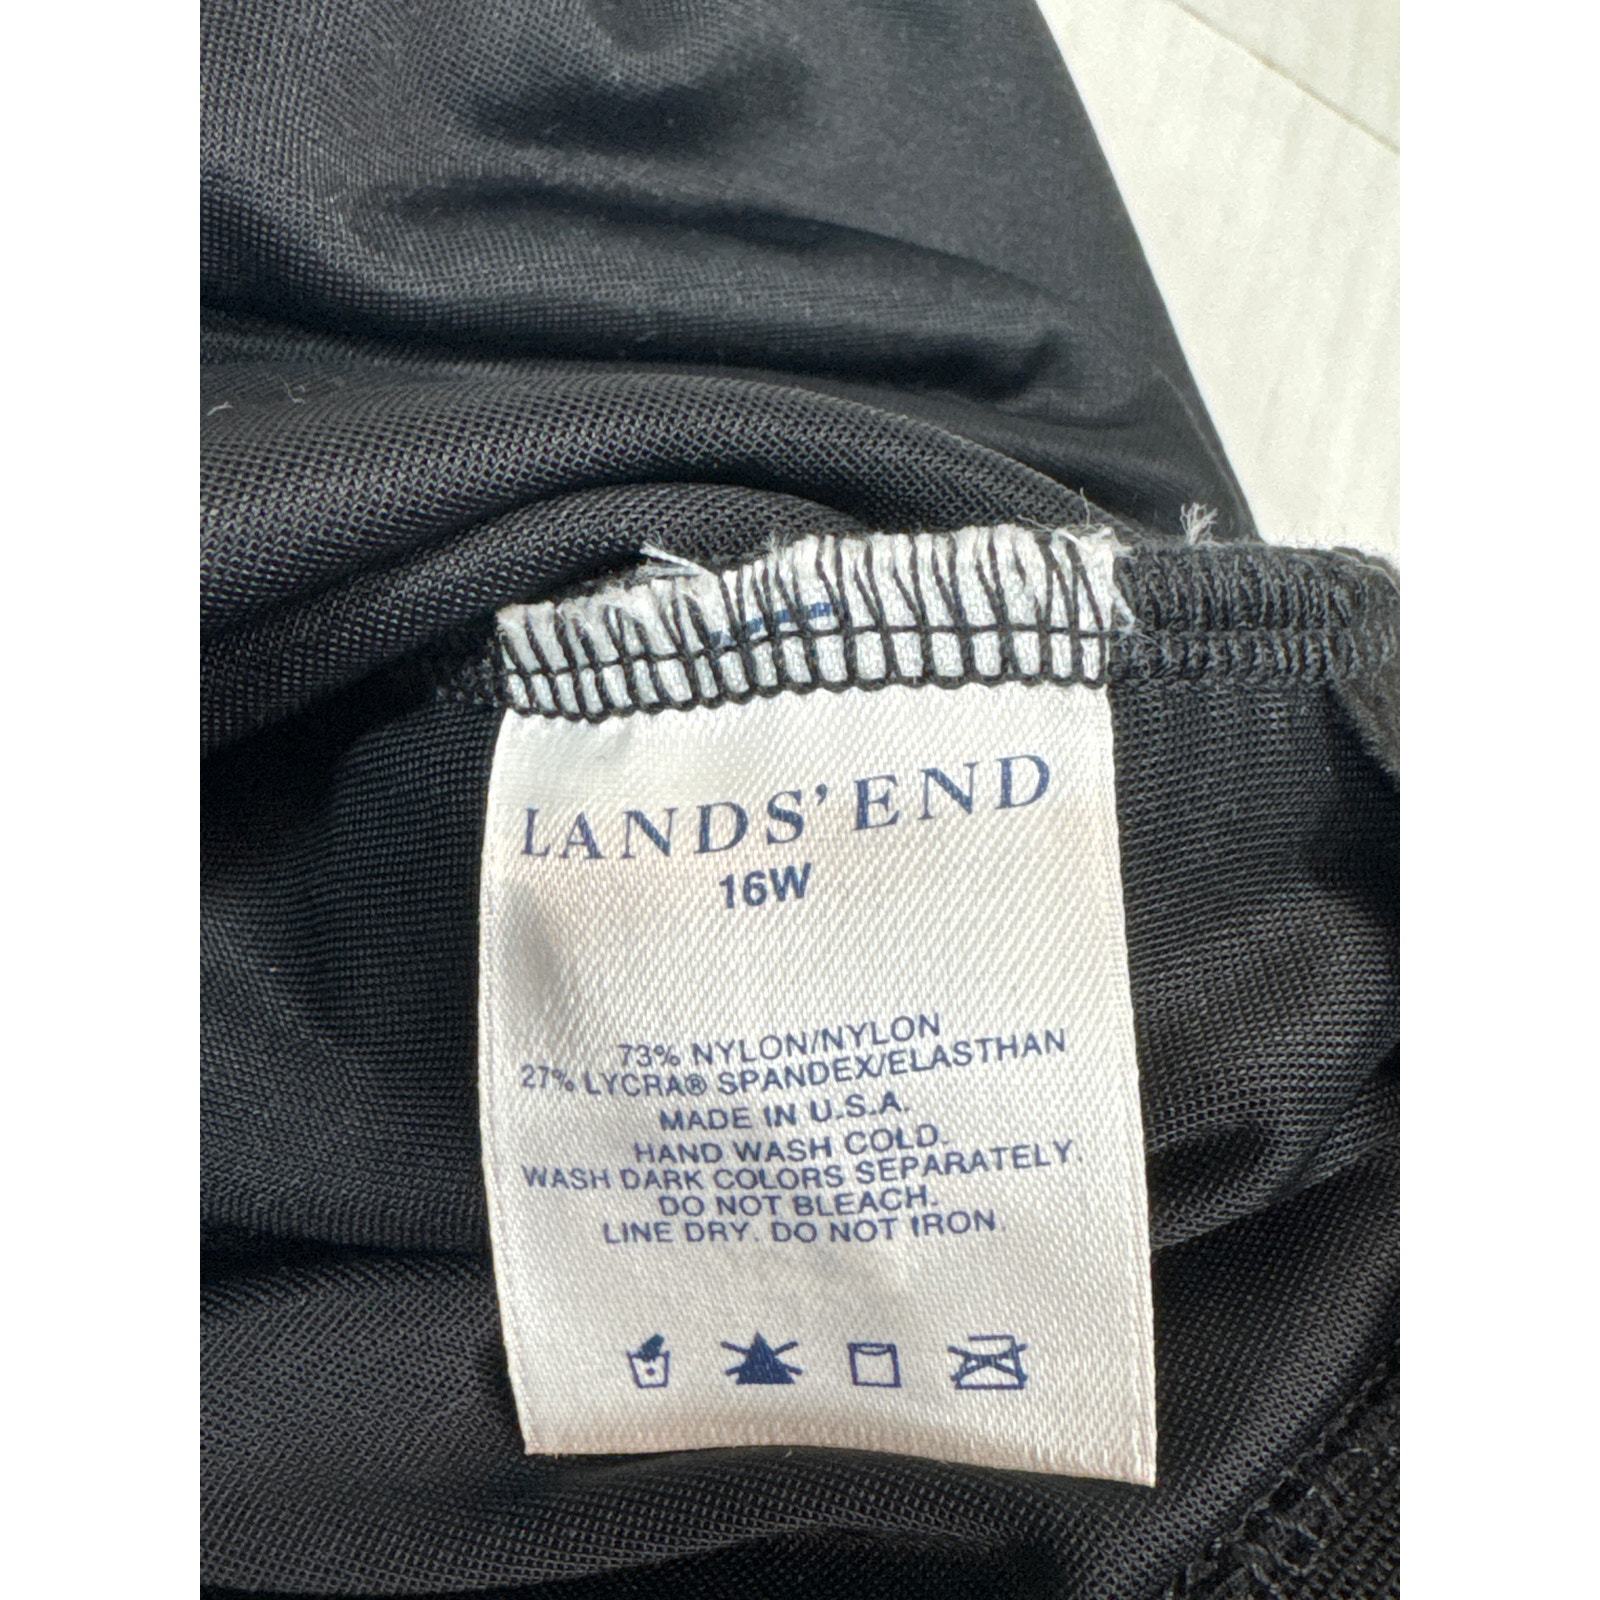 LANDS' END
16W
73% NYLON/NYLON
27% LYCRA® SPANDEX/ELASTHAN
MADE IN U.S.A.
HAND WASH COLD.
WASH DARK COLORS SEPARATELY.
DO NOT BLEACH.
LINE DRY. DO NOT IRON.